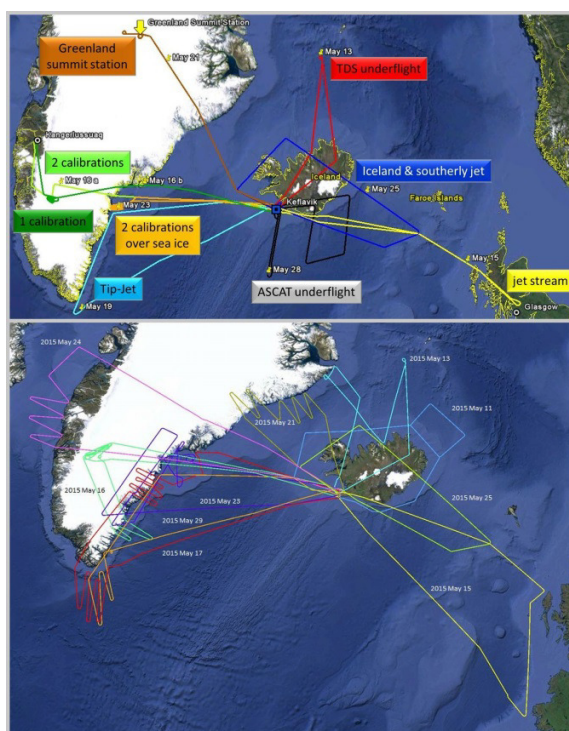 Greenland Summit Station
May 13
Greenland
summit station
May 21
TDS underflight
Kangerlussuaq
2 calibrations
Iceland & southerly jet
Iceland
May 16 a
May 16 b
May 25
Faroe Islands
1 calibration
May 23
Keflavik
2 calibrations
over sea ice
May 15
Tip-Jet
May 28
jet stream
ASCAT underflight
May 19
Glasgow
2015 May 24
2015 May 13
2015 May 21
2015 May 11
2015 May 16
2015 May 23
2015 May 25
2015 May 29
2015 May 17
2015 May 15